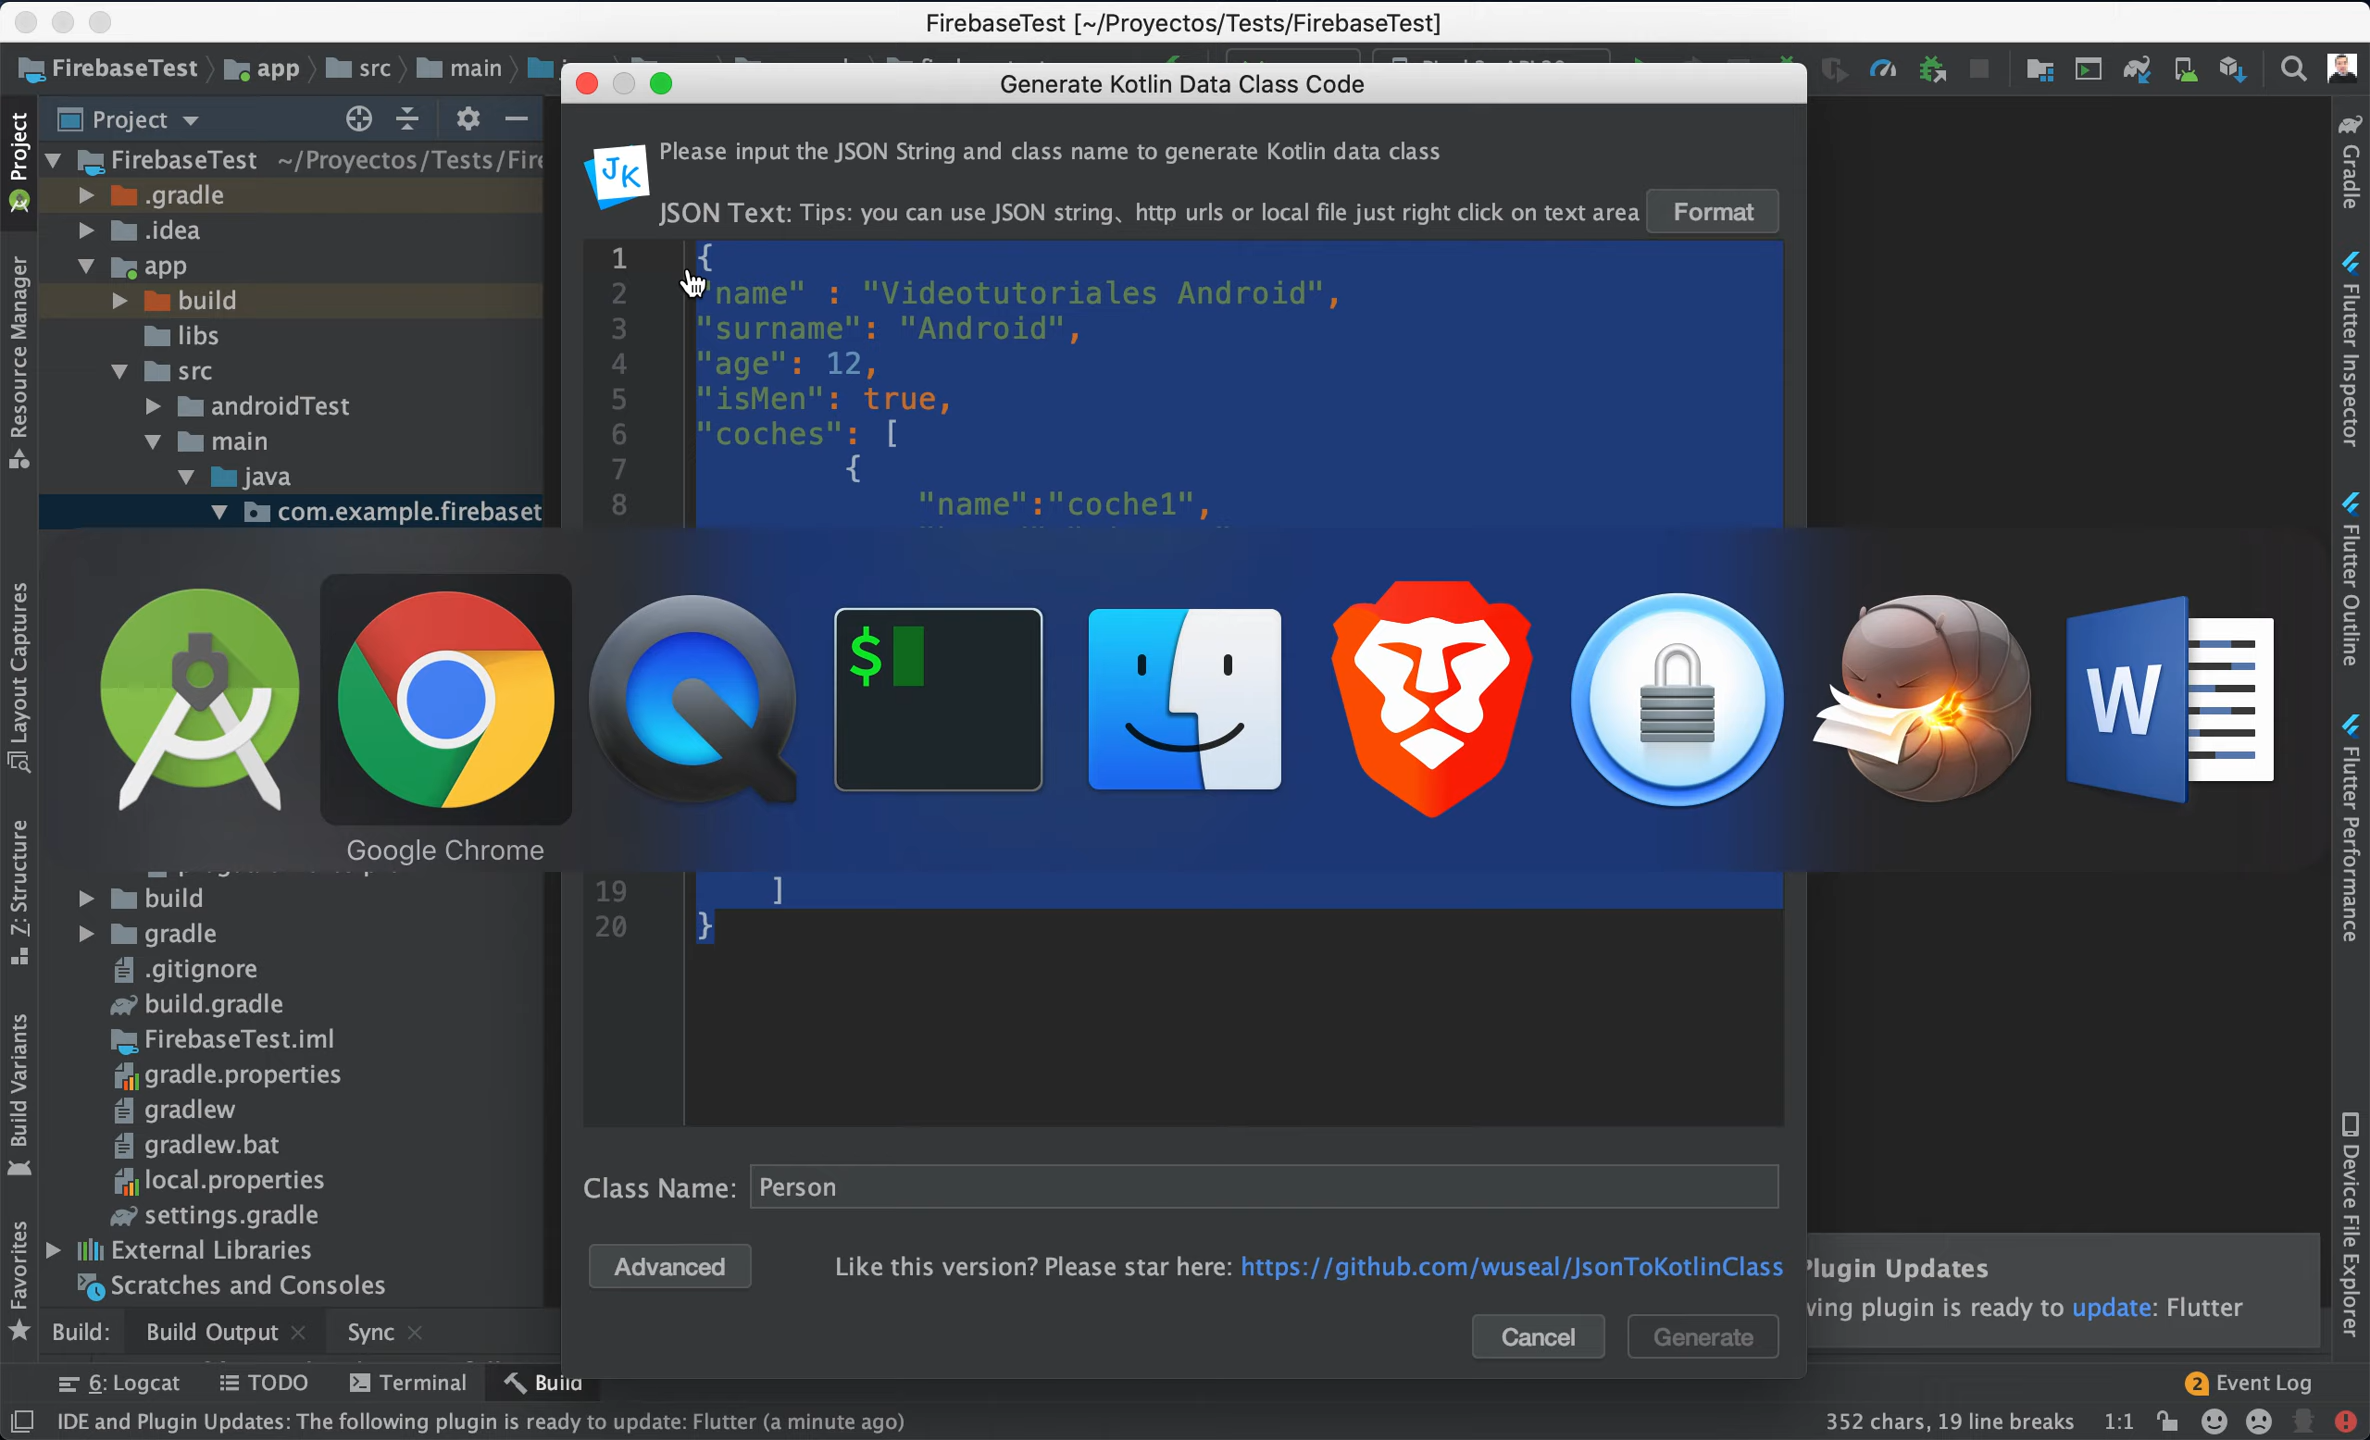 FirebaseTest [~/Proyectos/Tests/FirebaseTest]
FirebaseTest
app
src
main
Generate Kotlin Data Class Code
Project
Project
FirebaseTest ~/Proyectos/Tests/Fire
.gradle
.idea
app
build
libs
src
androidTest
main
java
com.example.firebaset
build
gradle
.gitignore
build.gradle
FirebaseTest.iml
gradle.properties
gradlew
gradlew.bat
local.properties
settings.gradle
External Libraries
Scratches and Consoles
Resource Manager
Layout Captures
Z: Structure
Build Variants
Favorites
JK
Please input the JSON String and class name to generate Kotlin data class
JSON Text: Tips: you can use JSON string、http urls or local file just right click on text area
Format
1 {
2 "name" : "Videotutoriales Android",
3 "surname": "Android",
4 "age": 12,
5 "isMen": true,
6 "coches": [
7 {
8 "name":"coche1",
$
W
Google Chrome
19 ]
20 }
Class Name: Person
Advanced
Like this version? Please star here: https://github.com/wuseal/JsonToKotlinClass
Cancel
Generate
Plugin Updates
ving plugin is ready to update: Flutter
Gradle
Flutter Inspector
Flutter Outline
Flutter Performance
Device File Explorer
Build:
Build Output
Sync
6: Logcat
TODO
Terminal
Build
2 Event Log
IDE and Plugin Updates: The following plugin is ready to update: Flutter (a minute ago)
352 chars, 19 line breaks
1:1